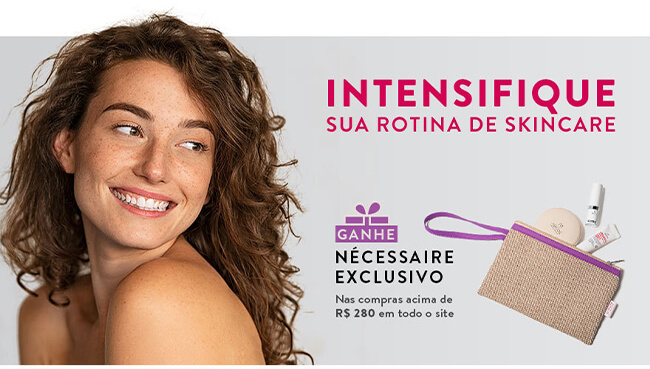 INTENSIFIQUE
SUA ROTINA DE SKINCARE
GANHE
NÉCESSAIRE
EXCLUSIVO
Nas compras acima de
R$ 280 em todo o site